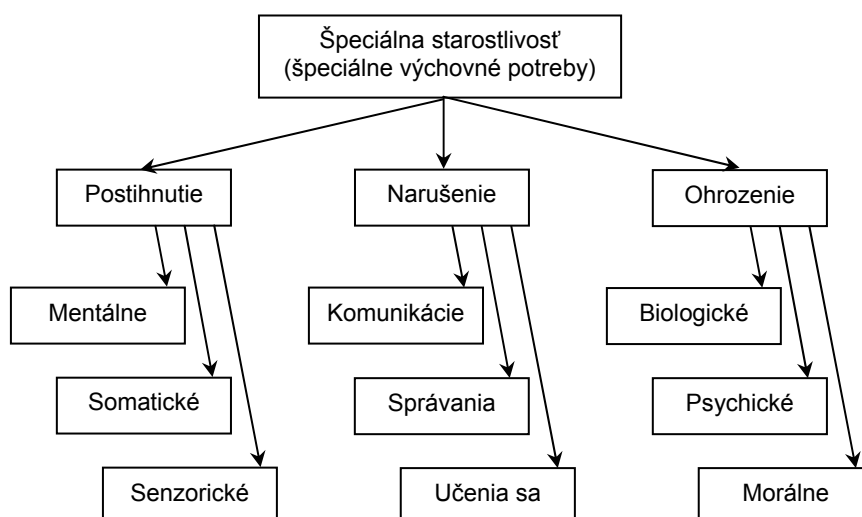 Špeciálna starostlivosť
(špeciálne výchovné potreby)
Postihnutie
Narušenie
Ohrozenie
Mentálne
Komunikácie
Biologické
Somatické
Správania
Psychické
Senzorické
Učenia sa
Morálne